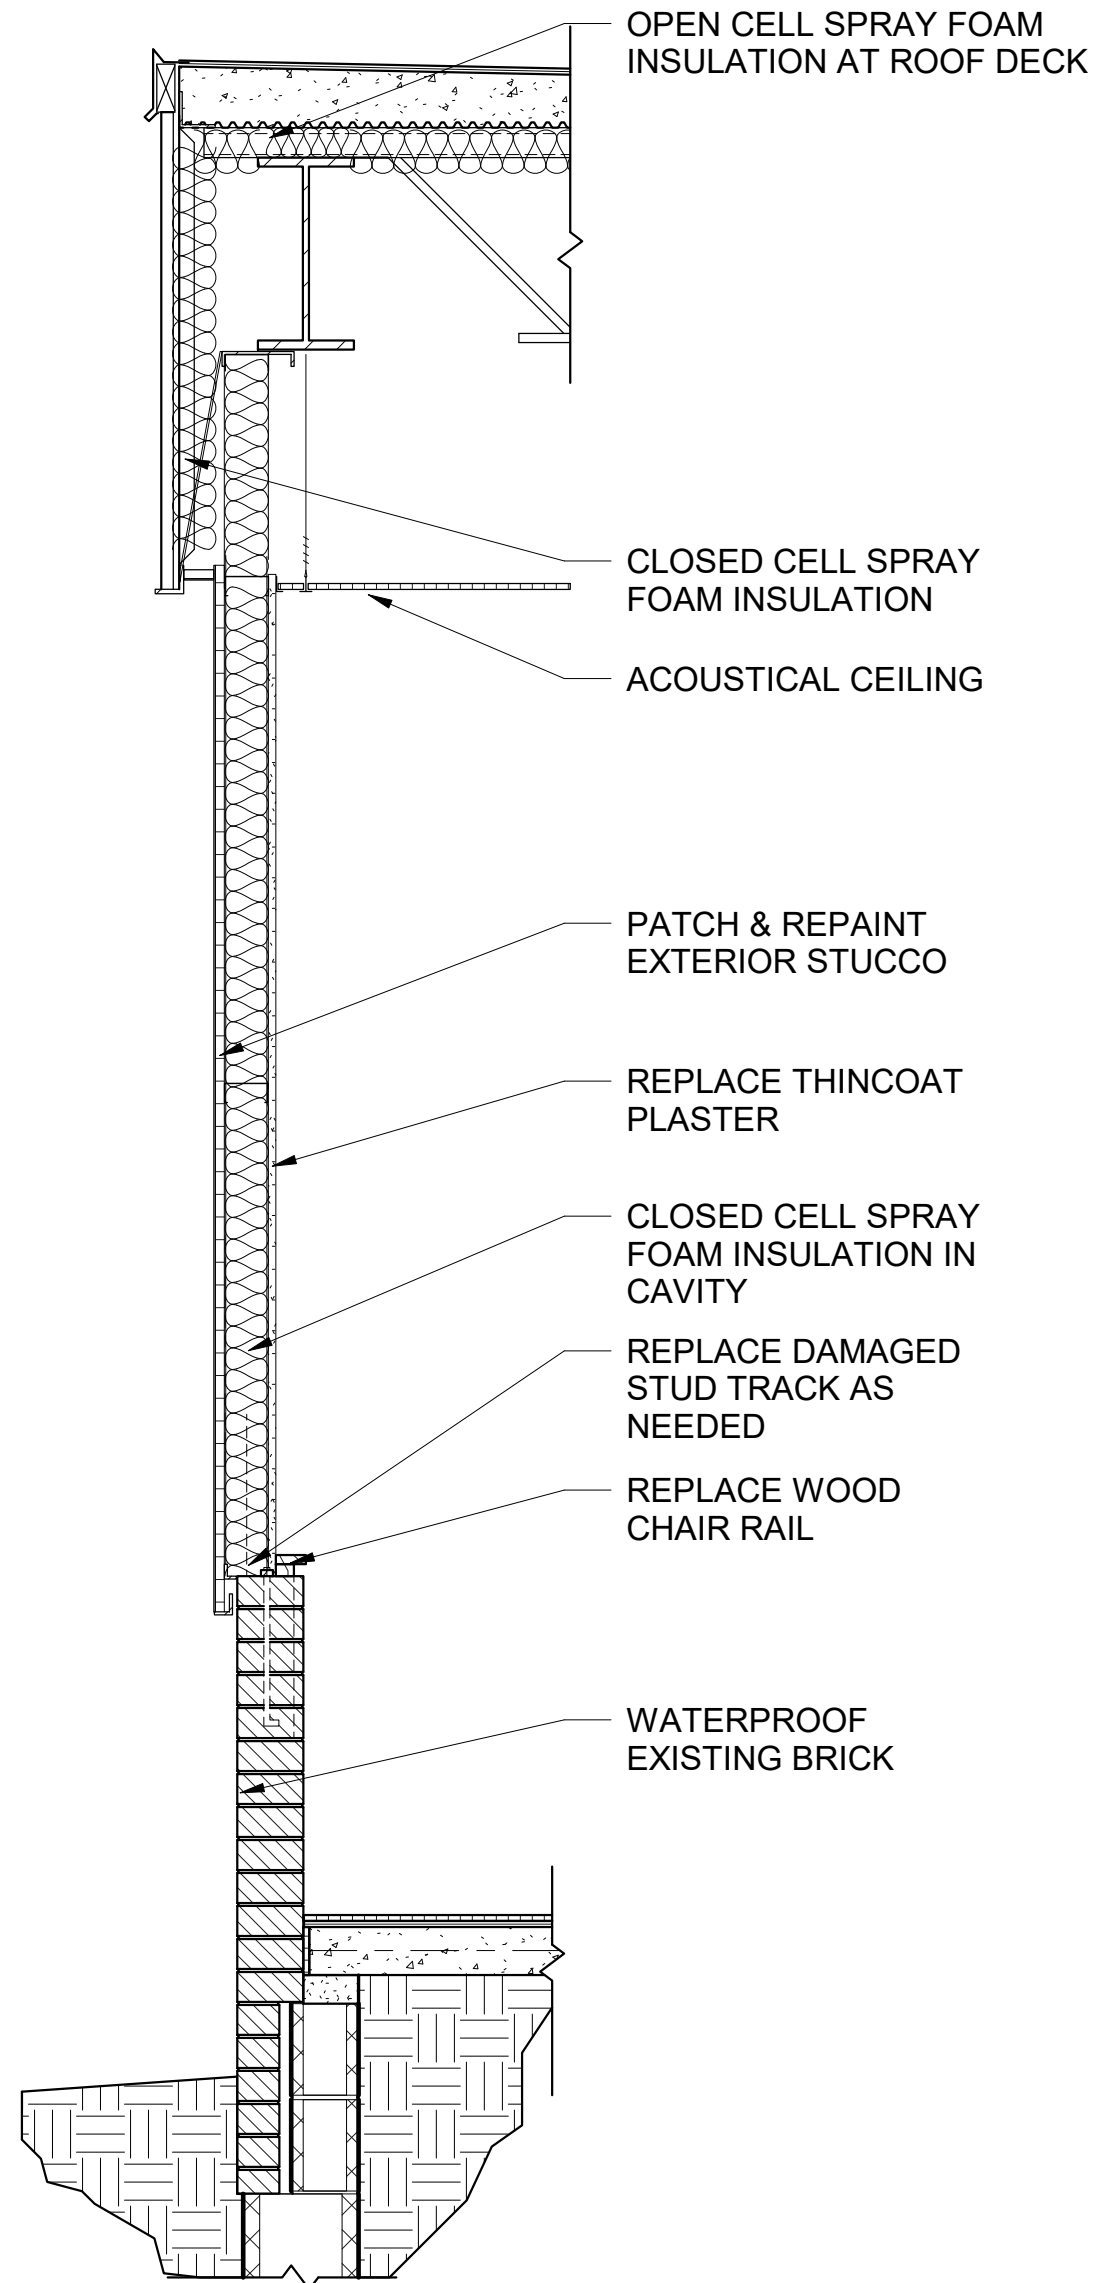 OPEN CELL SPRAY FOAM
INSULATION AT ROOF DECK
CLOSED CELL SPRAY
FOAM INSULATION
ACOUSTICAL CEILING
PATCH & REPAINT
EXTERIOR STUCCO
REPLACE THINCOAT
PLASTER
CLOSED CELL SPRAY
FOAM INSULATION IN
CAVITY
REPLACE DAMAGED
STUD TRACK AS
NEEDED
REPLACE WOOD
CHAIR RAIL
WATERPROOF
EXISTING BRICK